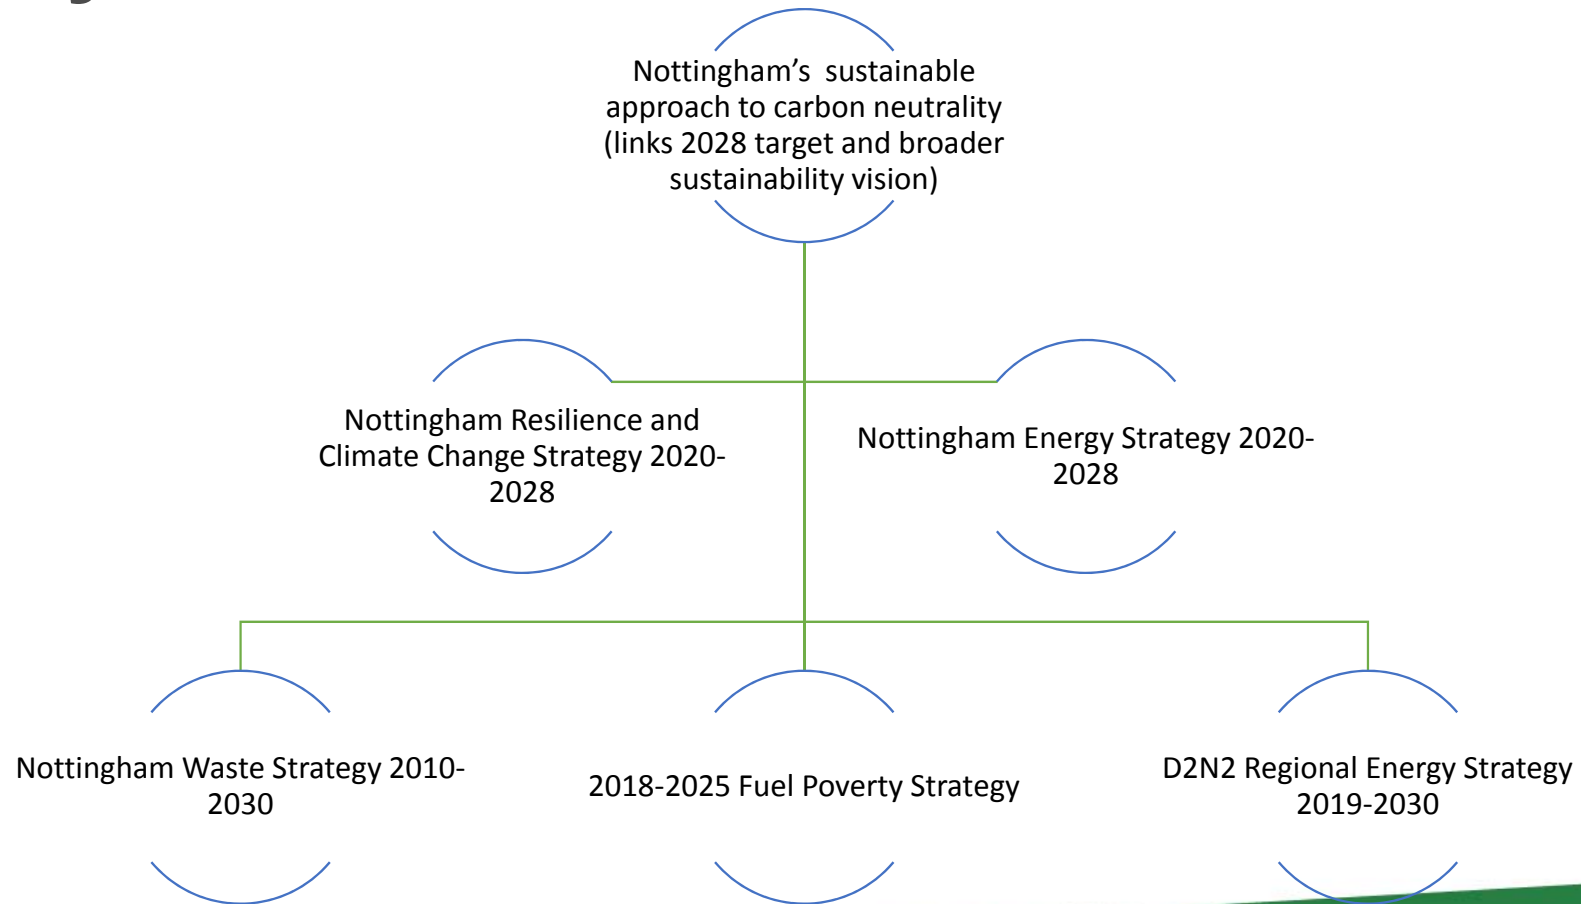 Nottingham’s sustainable
approach to carbon neutrality
(links 2028 target and broader
sustainability vision)
Nottingham Resilience and
Climate Change Strategy 2020-
2028
Nottingham Energy Strategy 2020-
2028
Nottingham Waste Strategy 2010-
2030
2018-2025 Fuel Poverty Strategy
D2N2 Regional Energy Strategy
2019-2030